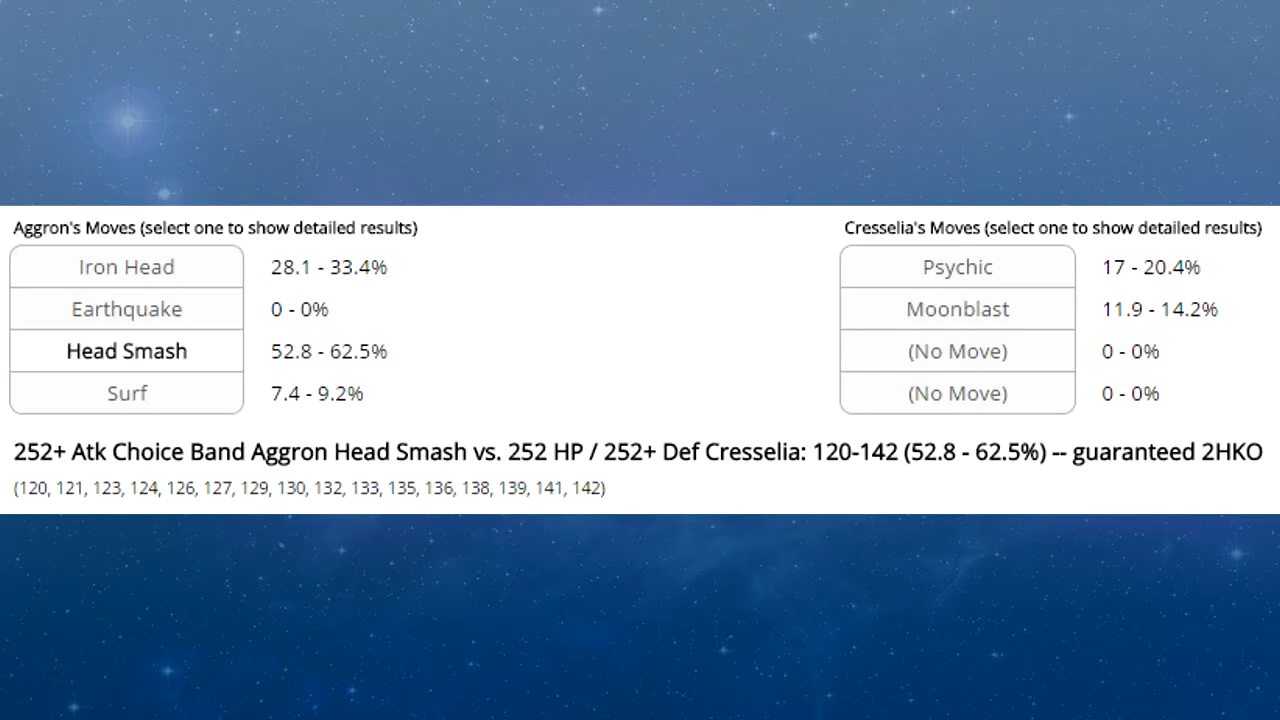 Aggron's Moves (select one to show detailed results)
Iron Head 28.1 - 33.4%
Earthquake 0 - 0%
Head Smash 52.8 - 62.5%
Surf 7.4 - 9.2%
Cresselia's Moves (select one to show detailed results)
Psychic 17 - 20.4%
Moonblast 11.9 - 14.2%
(No Move) 0 - 0%
(No Move) 0 - 0%
252+ Atk Choice Band Aggron Head Smash vs. 252 HP / 252+ Def Cresselia: 120-142 (52.8 - 62.5%) -- guaranteed 2HKO
(120, 121, 123, 124, 126, 127, 129, 130, 132, 133, 135, 136, 138, 139, 141, 142)